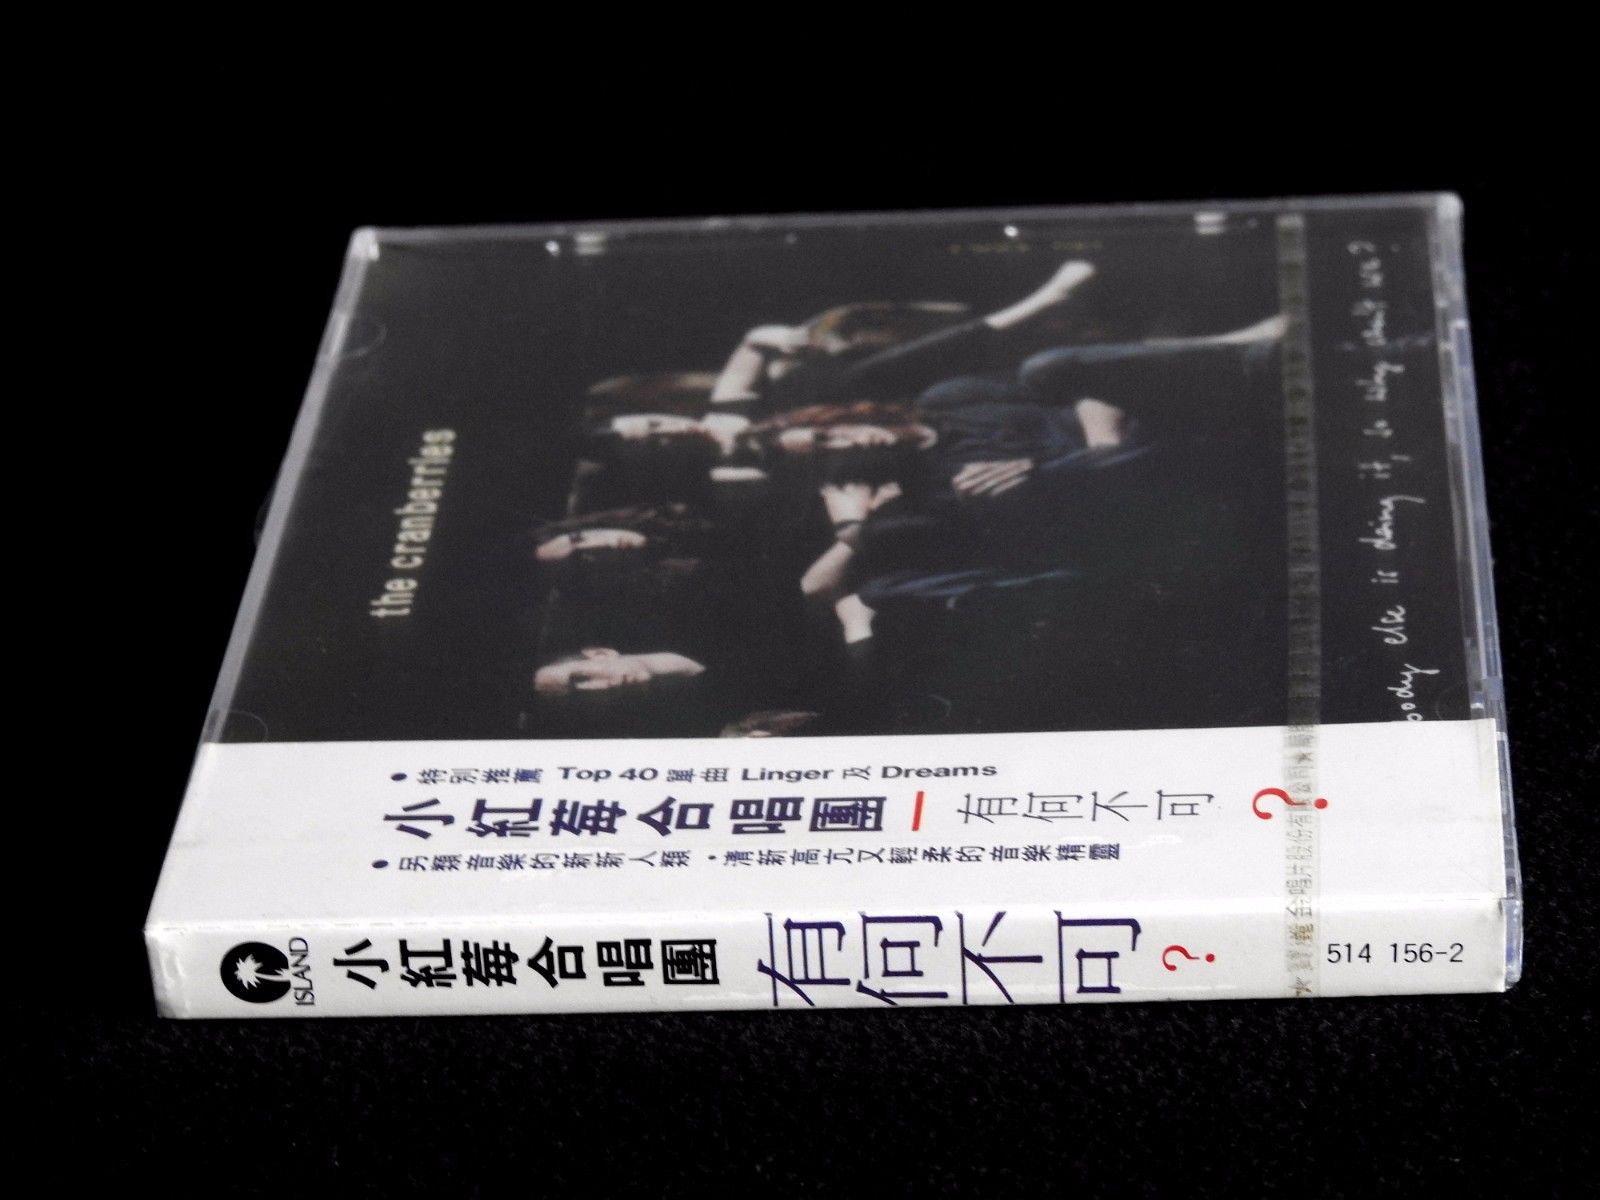 the cranberries
body else is doing it, so why can't we?
●特別推薦 Top 40 單曲 Linger 及 Dreams
小紅莓合唱團一有何不可?
●另類音樂的新新人類·清新高亢又輕柔的音樂精靈
ISLAND 小紅莓合唱團 有何不可? 514 156-2